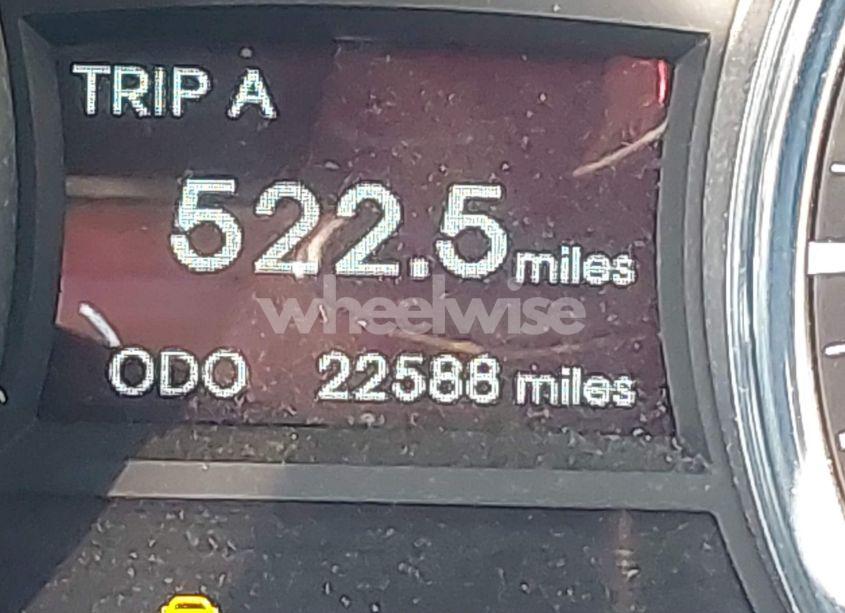 TRIP A
522.5 miles
wheelwise
ODO 22588 miles